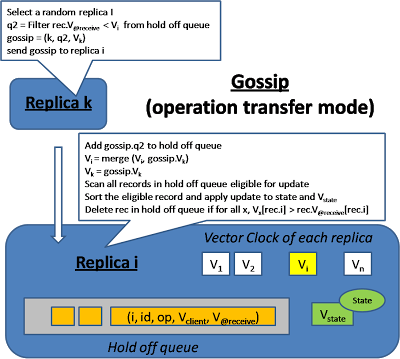 Select a random replica I
q2 = Filter rec.V@receive < Vi from hold off queue
gossip = (k, q2, Vk)
send gossip to replica i
Replica k
Gossip
(operation transfer mode)
Add gossip.q2 to hold off queue
Vi = merge (Vi, gossip.Vk)
Vk = gossip.Vk
Scan all records in hold off queue eligible for update
Sort the eligible record and apply update to state and Vstate
Delete rec in hold off queue if for all x, Vx[rec.i] > rec.V@receive[rec.i]
Vector Clock of each replica
Replica i
V1
V2
Vi
Vn
State
(i, id, op, Vclient, V@receive)
Vstate
Hold off queue